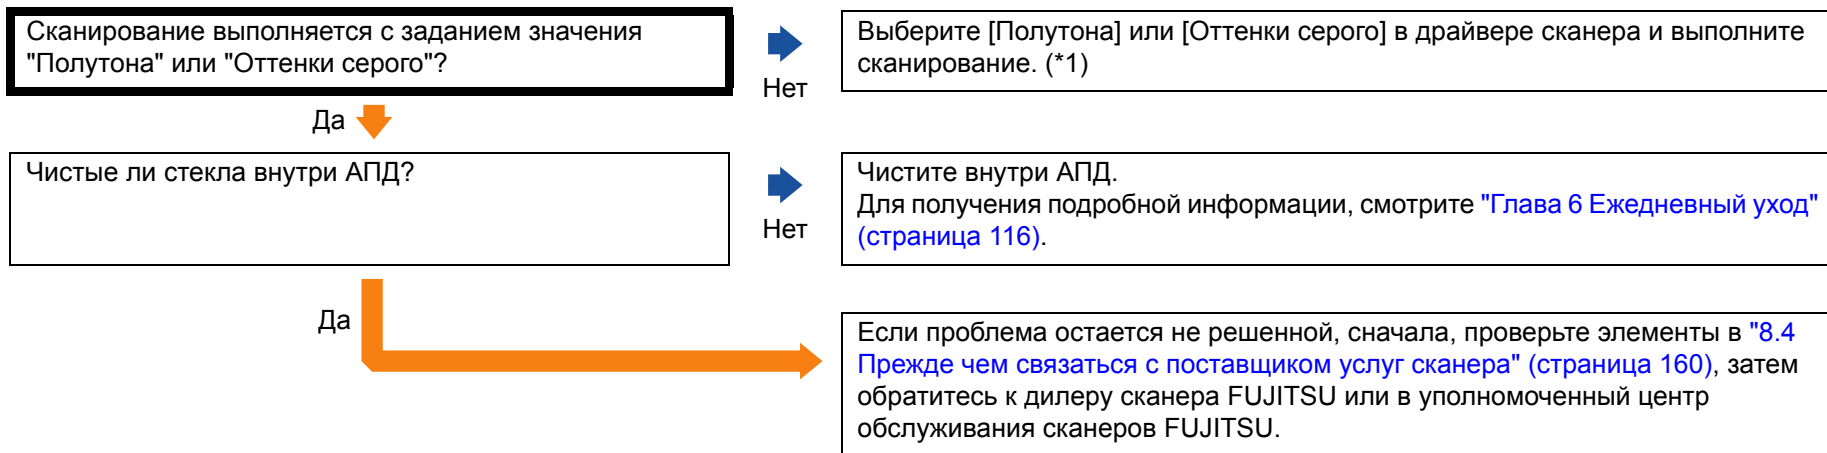 Сканирование выполняется с заданием значения
"Полутона" или "Оттенки серого"?
Нет
Выберите [Полутона] или [Оттенки серого] в драйвере сканера и выполните
сканирование. (*1)
Да
Чистые ли стекла внутри АПД?
Нет
Чистите внутри АПД.
Для получения подробной информации, смотрите "Глава 6 Ежедневный уход"
(страница 116).
Да
Если проблема остается не решенной, сначала, проверьте элементы в "8.4
Прежде чем связаться с поставщиком услуг сканера" (страница 160), затем
обратитесь к дилеру сканера FUJITSU или в уполномоченный центр
обслуживания сканеров FUJITSU.